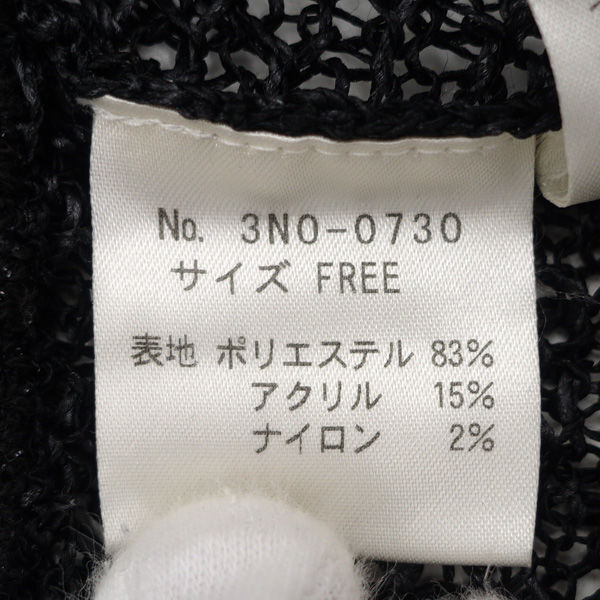 No. 3N0-0730
サイズ FREE
表地 ポリエステル 83%
アクリル 15%
ナイロン 2%